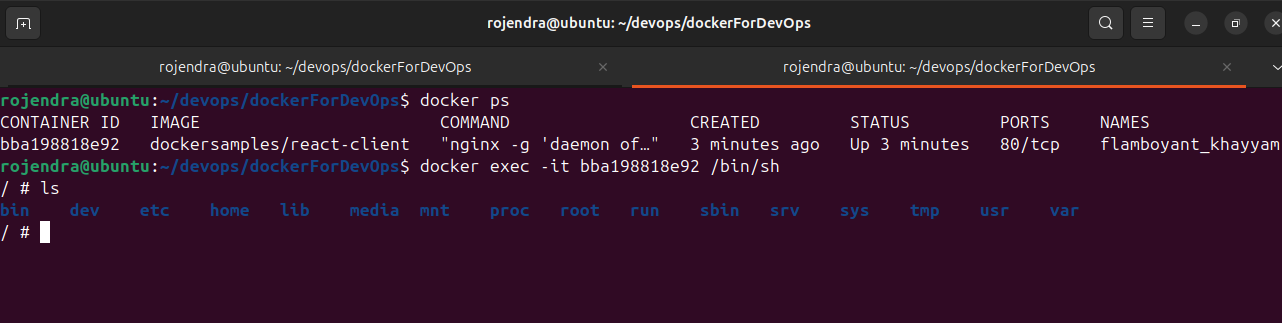 rojendra@ubuntu: ~/devops/dockerForDevOps
rojendra@ubuntu: ~/devops/dockerForDevOps × rojendra@ubuntu: ~/devops/dockerForDevOps ×
rojendra@ubuntu:~/devops/dockerForDevOps$ docker ps
CONTAINER ID   IMAGE                        COMMAND                  CREATED         STATUS         PORTS     NAMES
bba198818e92   dockersamples/react-client   "nginx -g 'daemon of…"   3 minutes ago   Up 3 minutes   80/tcp    flamboyant_khayyam
rojendra@ubuntu:~/devops/dockerForDevOps$ docker exec -it bba198818e92 /bin/sh
/ # ls
bin    dev    etc    home   lib    media  mnt    proc   root   run    sbin   srv    sys    tmp    usr    var
/ #